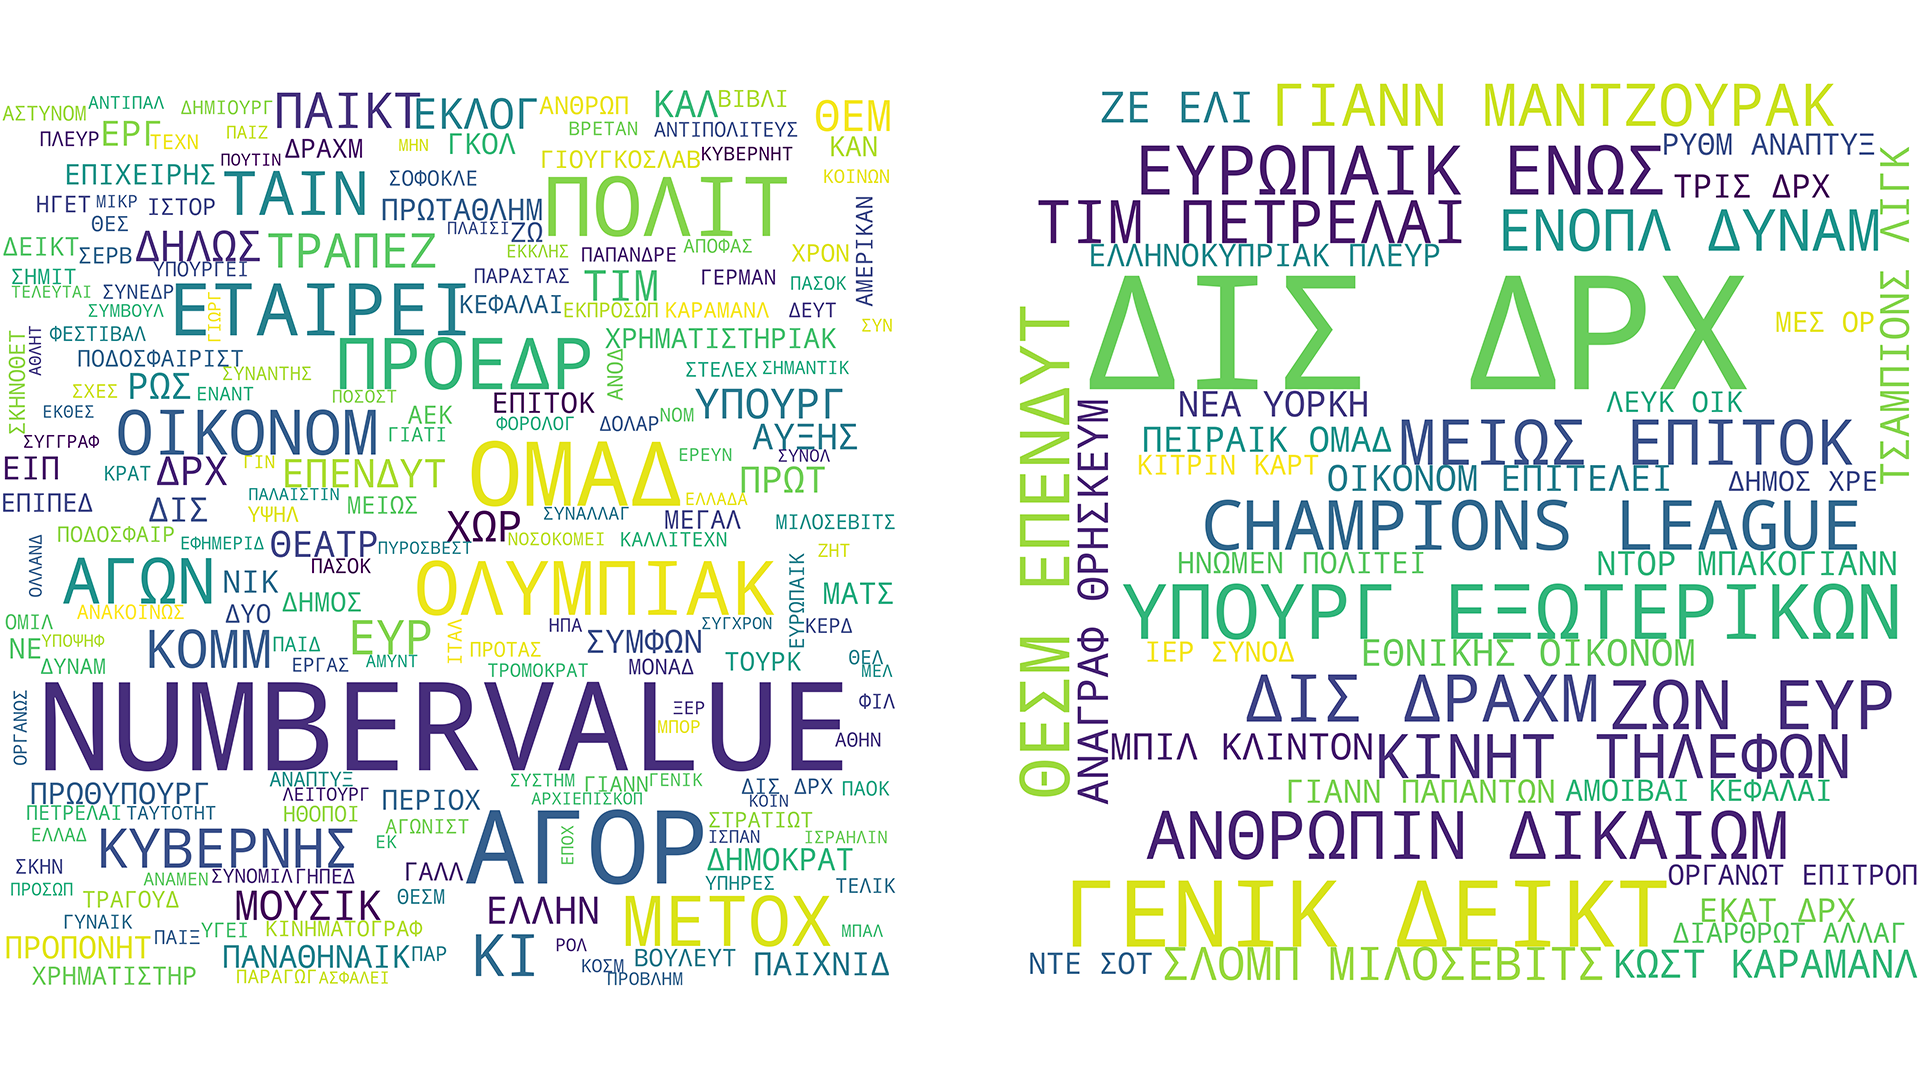 ΑΣΤΥΝΟΜ ΑΝΤΙΠΑΛ ΔΗΜΙΟΥΡΓ ΠΑΙΚΤ ΕΚΛΟΓ ΑΝΘΡΩΠ ΚΑΛ ΒΙΒΛΙ ΘΕΜ
ΠΛΕΥΡ ΕΡΓ ΤΕΧΝ ΠΑΙΖ ΔΡΑΧΜ ΜΗΝ ΓΚΟΛ ΒΡΕΤΑΝ ΑΝΤΙΠΟΛΙΤΕΥΣ ΚΑΝ
ΠΟΥΤΙΝ ΓΙΟΥΓΚΟΣΛΑΒ ΚΥΒΕΡΝΗΤ
ΕΠΙΧΕΙΡΗΣ ΤΑΙΝ ΣΟΦΟΚΛΕ ΠΟΛΙΤ ΚΟΙΝΩΝ
ΗΓΕΤ ΜΙΚΡ ΙΣΤΟΡ ΠΡΩΤΑΘΛΗΜ ΑΜΕΡΙΚΑΝ
ΘΕΣ ΠΛΑΙΣΙ ΖΩ
ΔΕΙΚΤ ΣΕΡΒ ΔΗΛΩΣ ΤΡΑΠΕΖ ΕΚΚΛΗΣ ΠΑΠΑΝΔΡΕ ΑΠΟΦΑΣ ΧΡΟΝ
ΣΗΜΙΤ ΥΠΟΥΡΓΕΙ ΠΑΡΑΣΤΑΣ ΤΙΜ ΓΕΡΜΑΝ ΠΑΣΟΚ
ΤΕΛΕΥΤΑΙ ΣΥΝΕΔΡ ΕΤΑΙΡΕΙ ΓΙΩΡΓ ΚΕΦΑΛΑΙ ΕΚΠΡΟΣΩΠ ΚΑΡΑΜΑΝΛ ΔΕΥΤ
ΣΥΜΒΟΥΛ ΣΥΝ
ΣΚΗΝΟΘΕΤ ΑΘΛΗΤ ΦΕΣΤΙΒΑΛ ΧΡΗΜΑΤΙΣΤΗΡΙΑΚ
ΠΟΔΟΣΦΑΙΡΙΣΤ ΣΥΝΑΝΤΗΣ ΠΡΟΕΔΡ ΑΝΟΔ ΣΤΕΛΕΧ ΣΗΜΑΝΤΙΚ
ΣΧΕΣ ΡΩΣ ΕΝΑΝΤ ΠΟΣΟΣΤ
ΕΚΘΕΣ ΑΕΚ ΕΠΙΤΟΚ ΝΟΜ ΥΠΟΥΡΓ
ΣΥΓΓΡΑΦ ΟΙΚΟΝΟΜ ΓΙΑΤΙ ΦΟΡΟΛΟΓ ΔΟΛΑΡ ΑΥΞΗΣ
ΕΙΠ ΚΡΑΤ ΔΡΧ ΓΙΝ ΕΠΕΝΔΥΤ ΟΜΑΔ ΕΡΕΥΝ ΣΥΝΟΛ
ΕΠΙΠΕΔ ΔΙΣ ΠΑΛΑΙΣΤΙΝ ΜΕΙΩΣ ΕΛΛΑΔΑ ΠΡΩΤ
ΥΨΗΛ ΧΩΡ ΣΥΝΑΛΛΑΓ ΜΕΓΑΛ ΜΙΛΟΣΕΒΙΤΣ
ΠΟΔΟΣΦΑΙΡ ΕΦΗΜΕΡΙΔ ΘΕΑΤΡ ΠΥΡΟΣΒΕΣΤ ΝΟΣΟΚΟΜΕΙ ΚΑΛΛΙΤΕΧΝ ΖΗΤ
ΟΛΛΑΝΔ ΑΓΩΝ ΝΙΚ ΠΑΣΟΚ ΟΛΥΜΠΙΑΚ ΕΥΡΩΠΑΙΚ ΜΑΤΣ
ΑΝΑΚΟΙΝΩΣ ΔΥΟ ΔΗΜΟΣ
ΟΜΙΛ ΗΠΑ ΣΥΓΧΡΟΝ ΚΕΡΔ
ΝΕ ΥΠΟΨΗΦ ΚΟΜΜ ΠΑΙΔ ΕΥΡ ΙΤΑΛ ΠΡΟΤΑΣ ΣΥΜΦΩΝ
ΔΥΝΑΜ ΕΡΓΑΣ ΑΜΥΝΤ ΤΡΟΜΟΚΡΑΤ ΜΟΝΑΔ ΤΟΥΡΚ ΘΕΛ ΜΕΛ
ΟΡΓΑΝΩΣ NUMBERVALUE ΞΕΡ ΜΠΟΡ ΦΙΛ ΑΘΗΝ
ΠΡΩΘΥΠΟΥΡΓ ΑΝΑΠΤΥΞ ΛΕΙΤΟΥΡΓ ΠΕΡΙΟΧ ΣΥΣΤΗΜ ΓΙΑΝΝ ΓΕΝΙΚ ΔΙΣ ΔΡΧ ΠΑΟΚ
ΠΕΤΡΕΛΑΙ ΤΑΥΤΟΤΗΤ ΗΘΟΠΟΙ ΑΡΧΙΕΠΙΣΚΟΠ ΚΟΙΝ
ΕΛΛΑΔ ΑΓΩΝΙΣΤ ΑΓΟΡ ΣΤΡΑΤΙΩΤ
ΚΥΒΕΡΝΗΣ ΕΚ ΕΠΟΧ ΙΣΠΑΝ ΙΣΡΑΗΛΙΝ
ΣΚΗΝ ΑΝΑΜΕΝ ΣΥΝΟΜΙΛ ΓΗΠΕΔ ΓΑΛΛ ΔΗΜΟΚΡΑΤ
ΠΡΟΣΩΠ ΤΡΑΓΟΥΔ ΘΕΣΜ ΥΠΗΡΕΣ ΤΕΛΙΚ
ΓΥΝΑΙΚ ΜΟΥΣΙΚ ΕΛΛΗΝ ΜΕΤΟΧ
ΠΡΟΠΟΝΗΤ ΠΑΙΞ ΥΓΕΙ ΚΙΝΗΜΑΤΟΓΡΑΦ ΜΠΑΛ
ΠΑΝΑΘΗΝΑΙΚ ΠΑΡ ΚΙ ΡΟΛ ΒΟΥΛΕΥΤ ΠΑΙΧΝΙΔ
ΧΡΗΜΑΤΙΣΤΗΡ ΠΑΡΑΓΩΓ ΑΣΦΑΛΕΙ ΚΟΣΜ ΠΡΟΒΛΗΜ
ΖΕ ΕΛΙ ΓΙΑΝΝ ΜΑΝΤΖΟΥΡΑΚ
ΕΥΡΩΠΑΙΚ ΕΝΩΣ ΡΥΘΜ ΑΝΑΠΤΥΞ
ΤΡΙΣ ΔΡΧ
ΤΙΜ ΠΕΤΡΕΛΑΙ ΕΝΟΠΛ ΔΥΝΑΜ
ΕΛΛΗΝΟΚΥΠΡΙΑΚ ΠΛΕΥΡ
ΤΣΑΜΠΙΟΝΣ ΛΙΓΚ
ΔΙΣ ΔΡΧ ΜΕΣ ΟΡ
ΘΕΣΜ ΕΠΕΝΔΥΤ
ΑΝΑΓΡΑΦ ΘΡΗΣΚΕΥΜ
ΝΕΑ ΥΟΡΚΗ ΛΕΥΚ ΟΙΚ
ΠΕΙΡΑΙΚ ΟΜΑΔ ΜΕΙΩΣ ΕΠΙΤΟΚ
ΚΙΤΡΙΝ ΚΑΡΤ ΟΙΚΟΝΟΜ ΕΠΙΤΕΛΕΙ ΔΗΜΟΣ ΧΡΕ
CHAMPIONS LEAGUE
ΗΝΩΜΕΝ ΠΟΛΙΤΕΙ ΝΤΟΡ ΜΠΑΚΟΓΙΑΝΝ
ΥΠΟΥΡΓ ΕΞΩΤΕΡΙΚΩΝ
ΙΕΡ ΣΥΝΟΔ ΕΘΝΙΚΗΣ ΟΙΚΟΝΟΜ
ΔΙΣ ΔΡΑΧΜ ΖΩΝ ΕΥΡ
ΜΠΙΛ ΚΛΙΝΤΟΝ ΚΙΝΗΤ ΤΗΛΕΦΩΝ
ΓΙΑΝΝ ΠΑΠΑΝΤΩΝ ΑΜΟΙΒΑΙ ΚΕΦΑΛΑΙ
ΑΝΘΡΩΠΙΝ ΔΙΚΑΙΩΜ
ΟΡΓΑΝΩΤ ΕΠΙΤΡΟΠ
ΓΕΝΙΚ ΔΕΙΚΤ ΕΚΑΤ ΔΡΧ
ΔΙΑΡΘΡΩΤ ΑΛΛΑΓ
ΝΤΕ ΣΟΤ ΣΛΟΜΠ ΜΙΛΟΣΕΒΙΤΣ ΚΩΣΤ ΚΑΡΑΜΑΝΛ